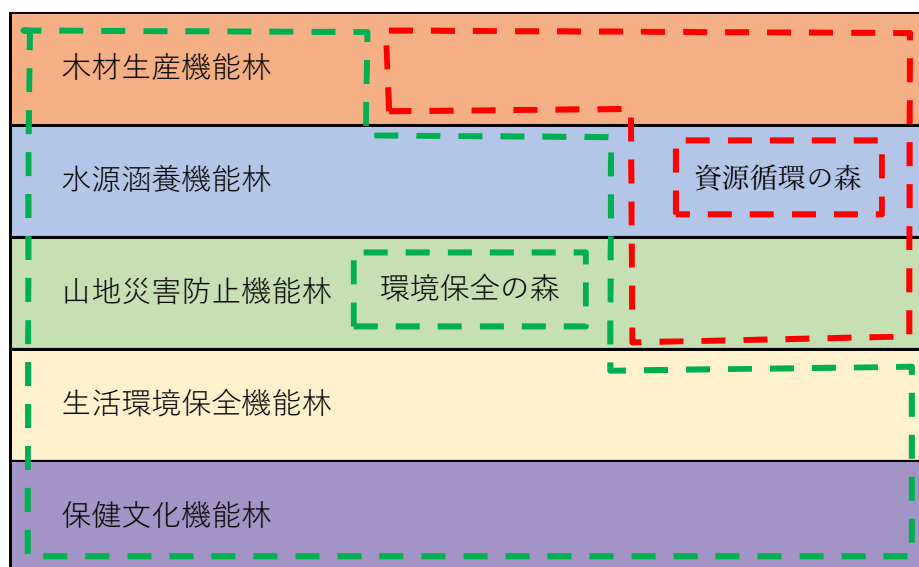 木材生産機能林
水源涵養機能林
資源循環の森
山地災害防止機能林
環境保全の森
生活環境保全機能林
保健文化機能林